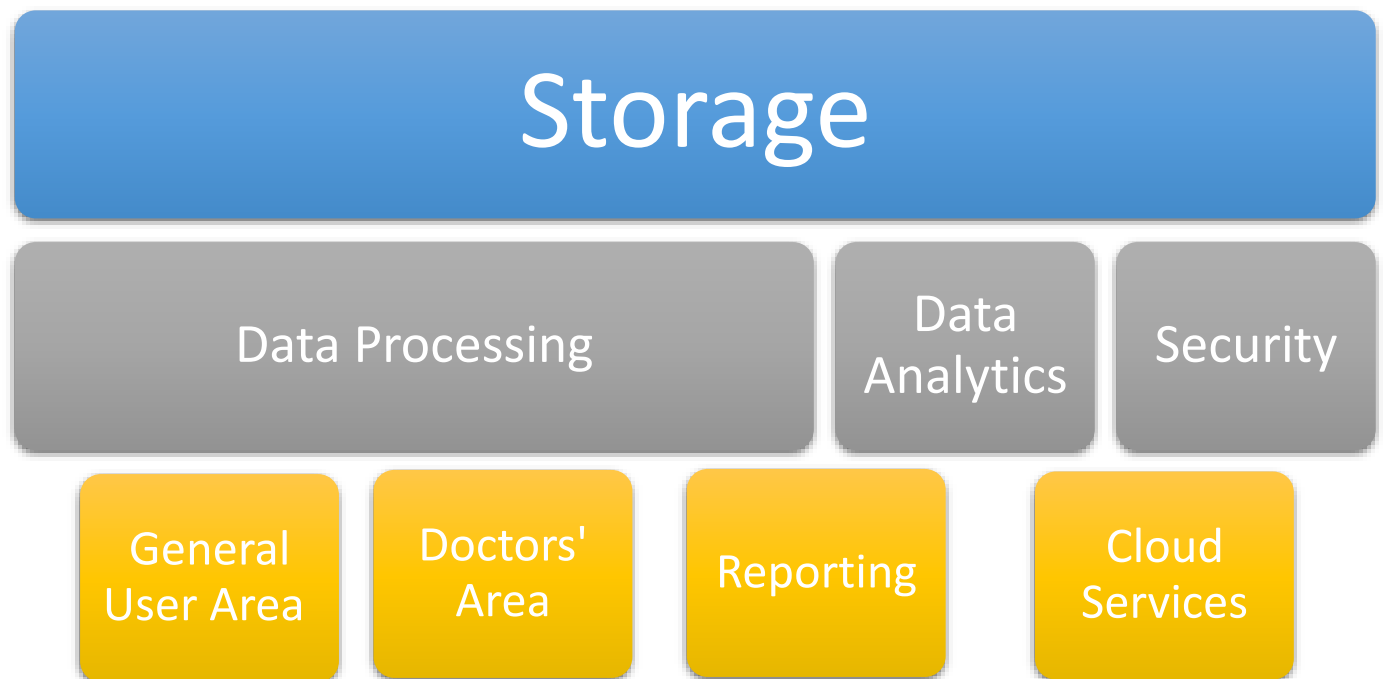 Storage
Data Processing
Data
Analytics
Security
General
User Area
Doctors'
Area
Reporting
Cloud
Services